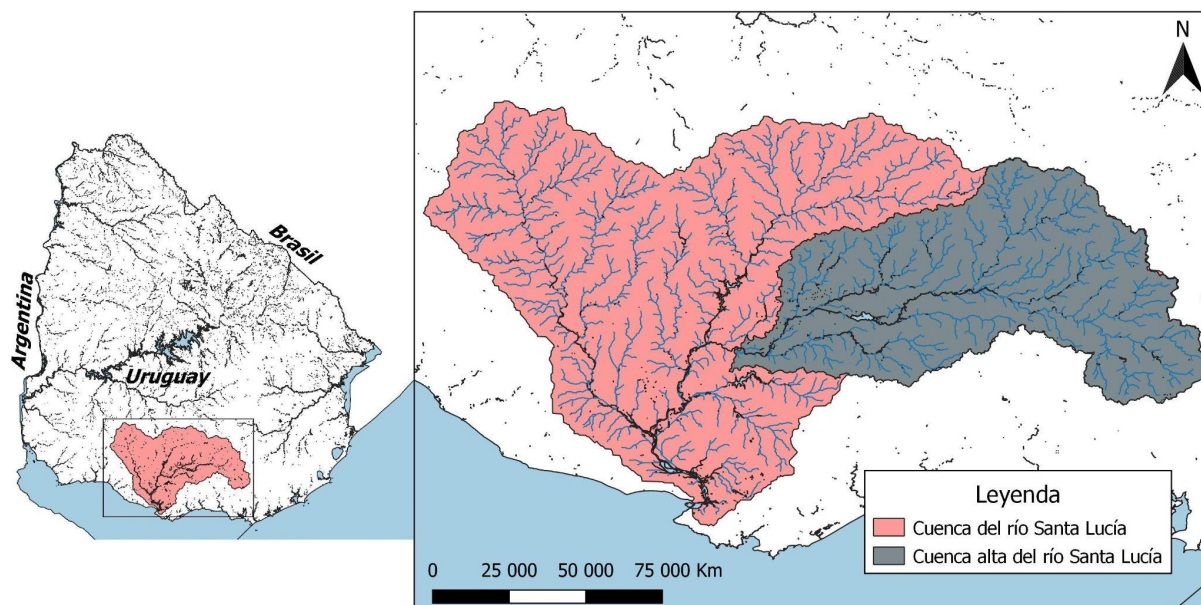 Argentina
Brasil
Uruguay
N
Leyenda
Cuenca del río Santa Lucía
Cuenca alta del río Santa Lucía
0 25 000 50 000 75 000 Km